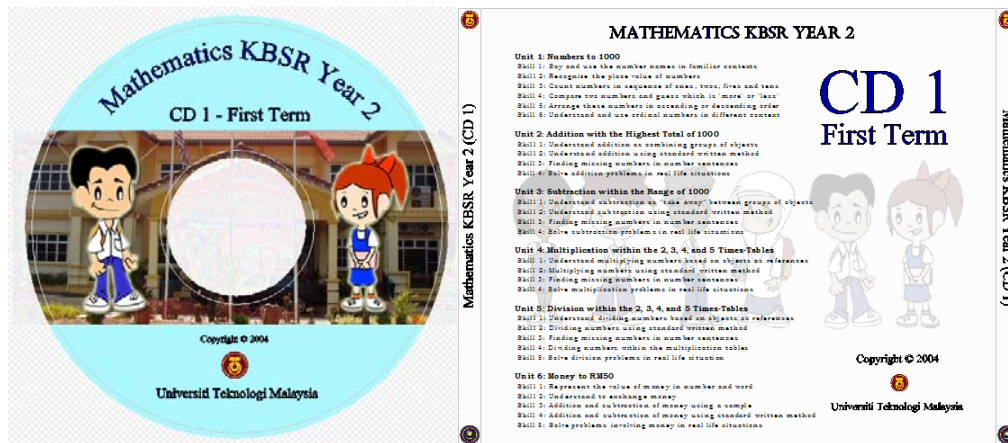 Mathematics KBSR Year 2
CD 1 - First Term
Copyright © 2004
Universiti Teknologi Malaysia
Mathematics KBSR Year 2 (CD 1)
MATHEMATICS KBSR YEAR 2
Unit 1: Numbers to 1000
Skill 1: Say and use the number names in familiar contexts
Skill 2: Recognise the place value of numbers
Skill 3: Count numbers in sequence of ones, twos, fives and tens
Skill 4: Compare two numbers and guess which is 'more' or 'less'
Skill 5: Arrange these numbers in ascending or descending order
Skill 6: Understand and use ordinal numbers in different context
Unit 2: Addition with the Highest Total of 1000
Skill 1: Understand addition as combining groups of objects
Skill 2: Understand addition using standard written method
Skill 3: Finding missing numbers in number sentences
Skill 4: Solve addition problems in real life situations
Unit 3: Subtraction within the Range of 1000
Skill 1: Understand subtraction as "take away" between groups of objects
Skill 2: Understand subtraction using standard written method
Skill 3: Finding missing numbers in number sentences
Skill 4: Solve subtraction problems in real life situations
Unit 4: Multiplication within the 2, 3, 4, and 5 Times-Tables
Skill 1: Understand multiplying numbers based on objects as references
Skill 2: Multiplying numbers using standard written method
Skill 3: Finding missing numbers in number sentences
Skill 4: Solve multiplication problems in real life situations
Unit 5: Division within the 2, 3, 4, and 5 Times-Tables
Skill 1: Understand dividing numbers based on objects as references
Skill 2: Dividing numbers using standard written method
Skill 3: Finding missing numbers in number sentences
Skill 4: Dividing numbers within the multiplication tables
Skill 5: Solve division problems in real life situation
Unit 6: Money to RM50
Skill 1: Represent the value of money in number and word
Skill 2: Understand to exchange money
Skill 3: Addition and subtraction of money using a sample
Skill 4: Addition and subtraction of money using standard written method
Skill 5: Solve problems involving money in real life situations
CD 1
First Term
Copyright © 2004
Universiti Teknologi Malaysia
Mathematics KBSR Year 2 (CD 1)